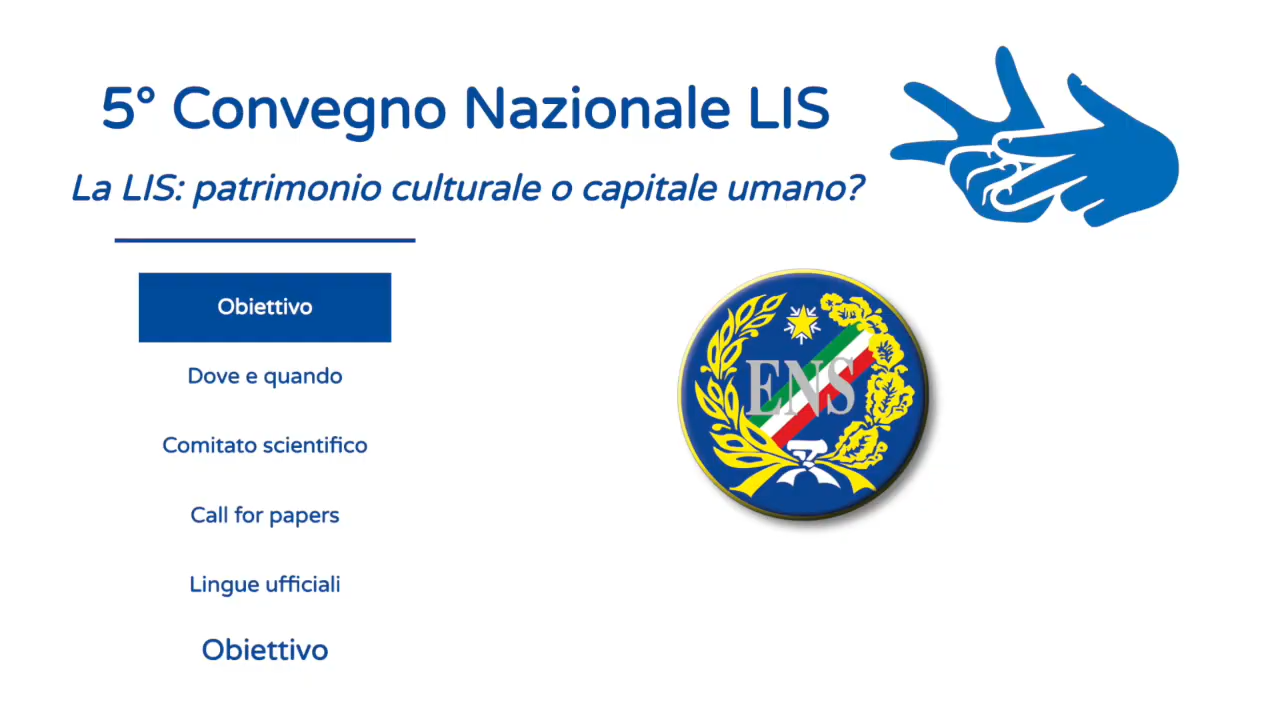 5° Convegno Nazionale LIS
La LIS: patrimonio culturale o capitale umano?
Obiettivo
Dove e quando
Comitato scientifico
Call for papers
Lingue ufficiali
Obiettivo
ENS